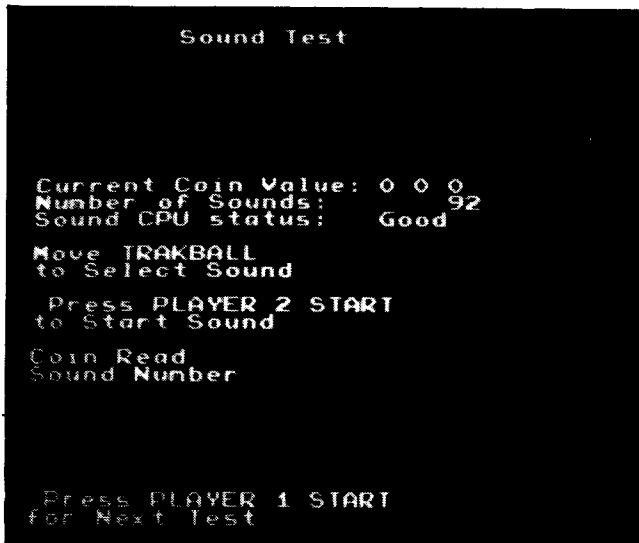 Sound Test
Current Coin Value: 0 0 0
Number of Sounds: 92
Sound CPU status: Good
Move TRAKBALL
to Select Sound
Press PLAYER 2 START
to Start Sound
Coin Read
Sound Number
Press PLAYER 1 START
for Next Test